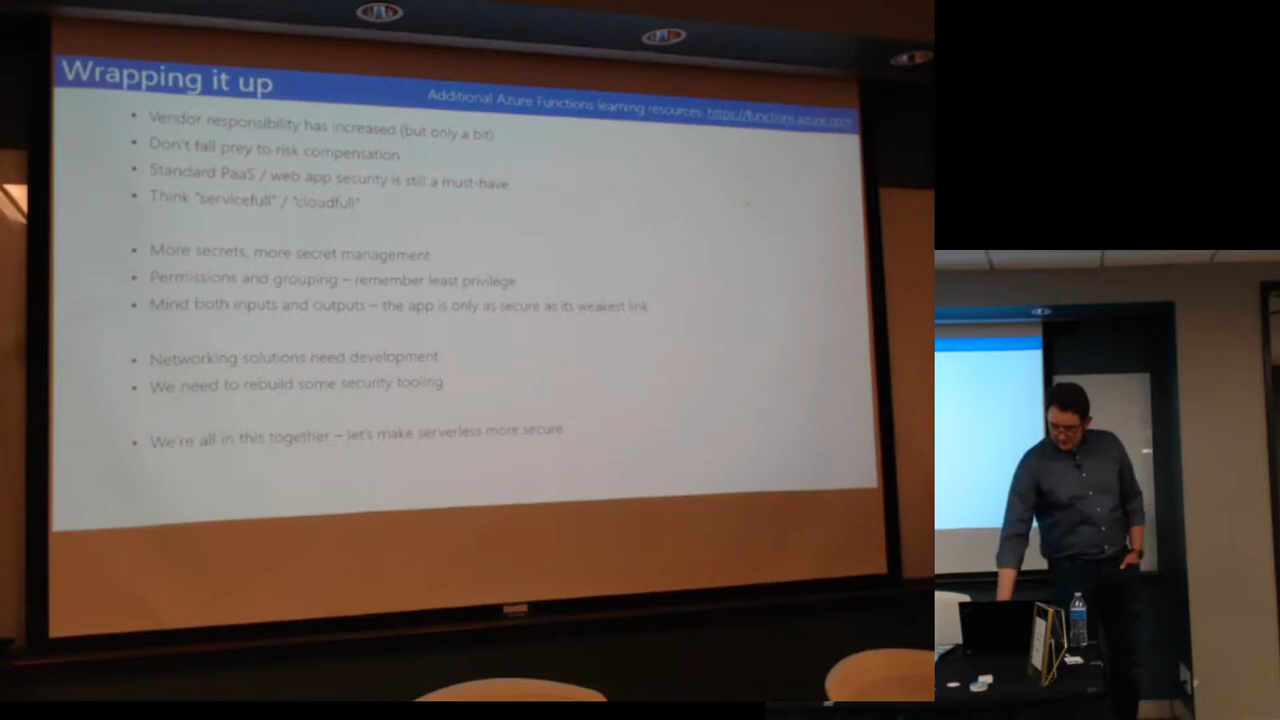 Wrapping it up
Additional Azure Functions learning resources: https://functions.azure.com
• Vendor responsibility has increased (but only a bit)
• Don't fall prey to risk compensation
• Standard PaaS / web app security is still a must-have
• Think "servicefull" / "cloudfull"
• More secrets, more secret management
• Permissions and grouping – remember least privilege
• Mind both inputs and outputs – the app is only as secure as its weakest link
• Networking solutions need development
• We need to rebuild some security tooling
• We're all in this together – let's make serverless more secure